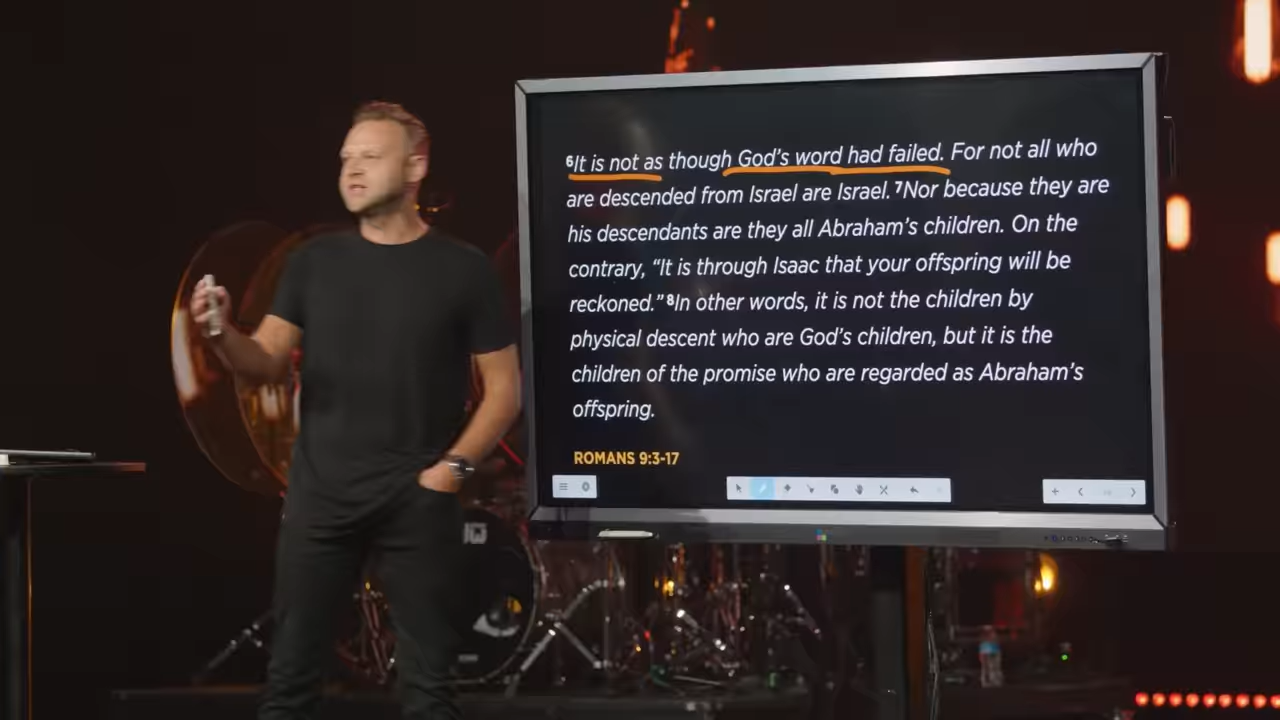 ⁶It is not as though God's word had failed. For not all who
are descended from Israel are Israel. ⁷Nor because they are
his descendants are they all Abraham's children. On the
contrary, “It is through Isaac that your offspring will be
reckoned.” ⁸In other words, it is not the children by
physical descent who are God's children, but it is the
children of the promise who are regarded as Abraham's
offspring.
ROMANS 9:3-17